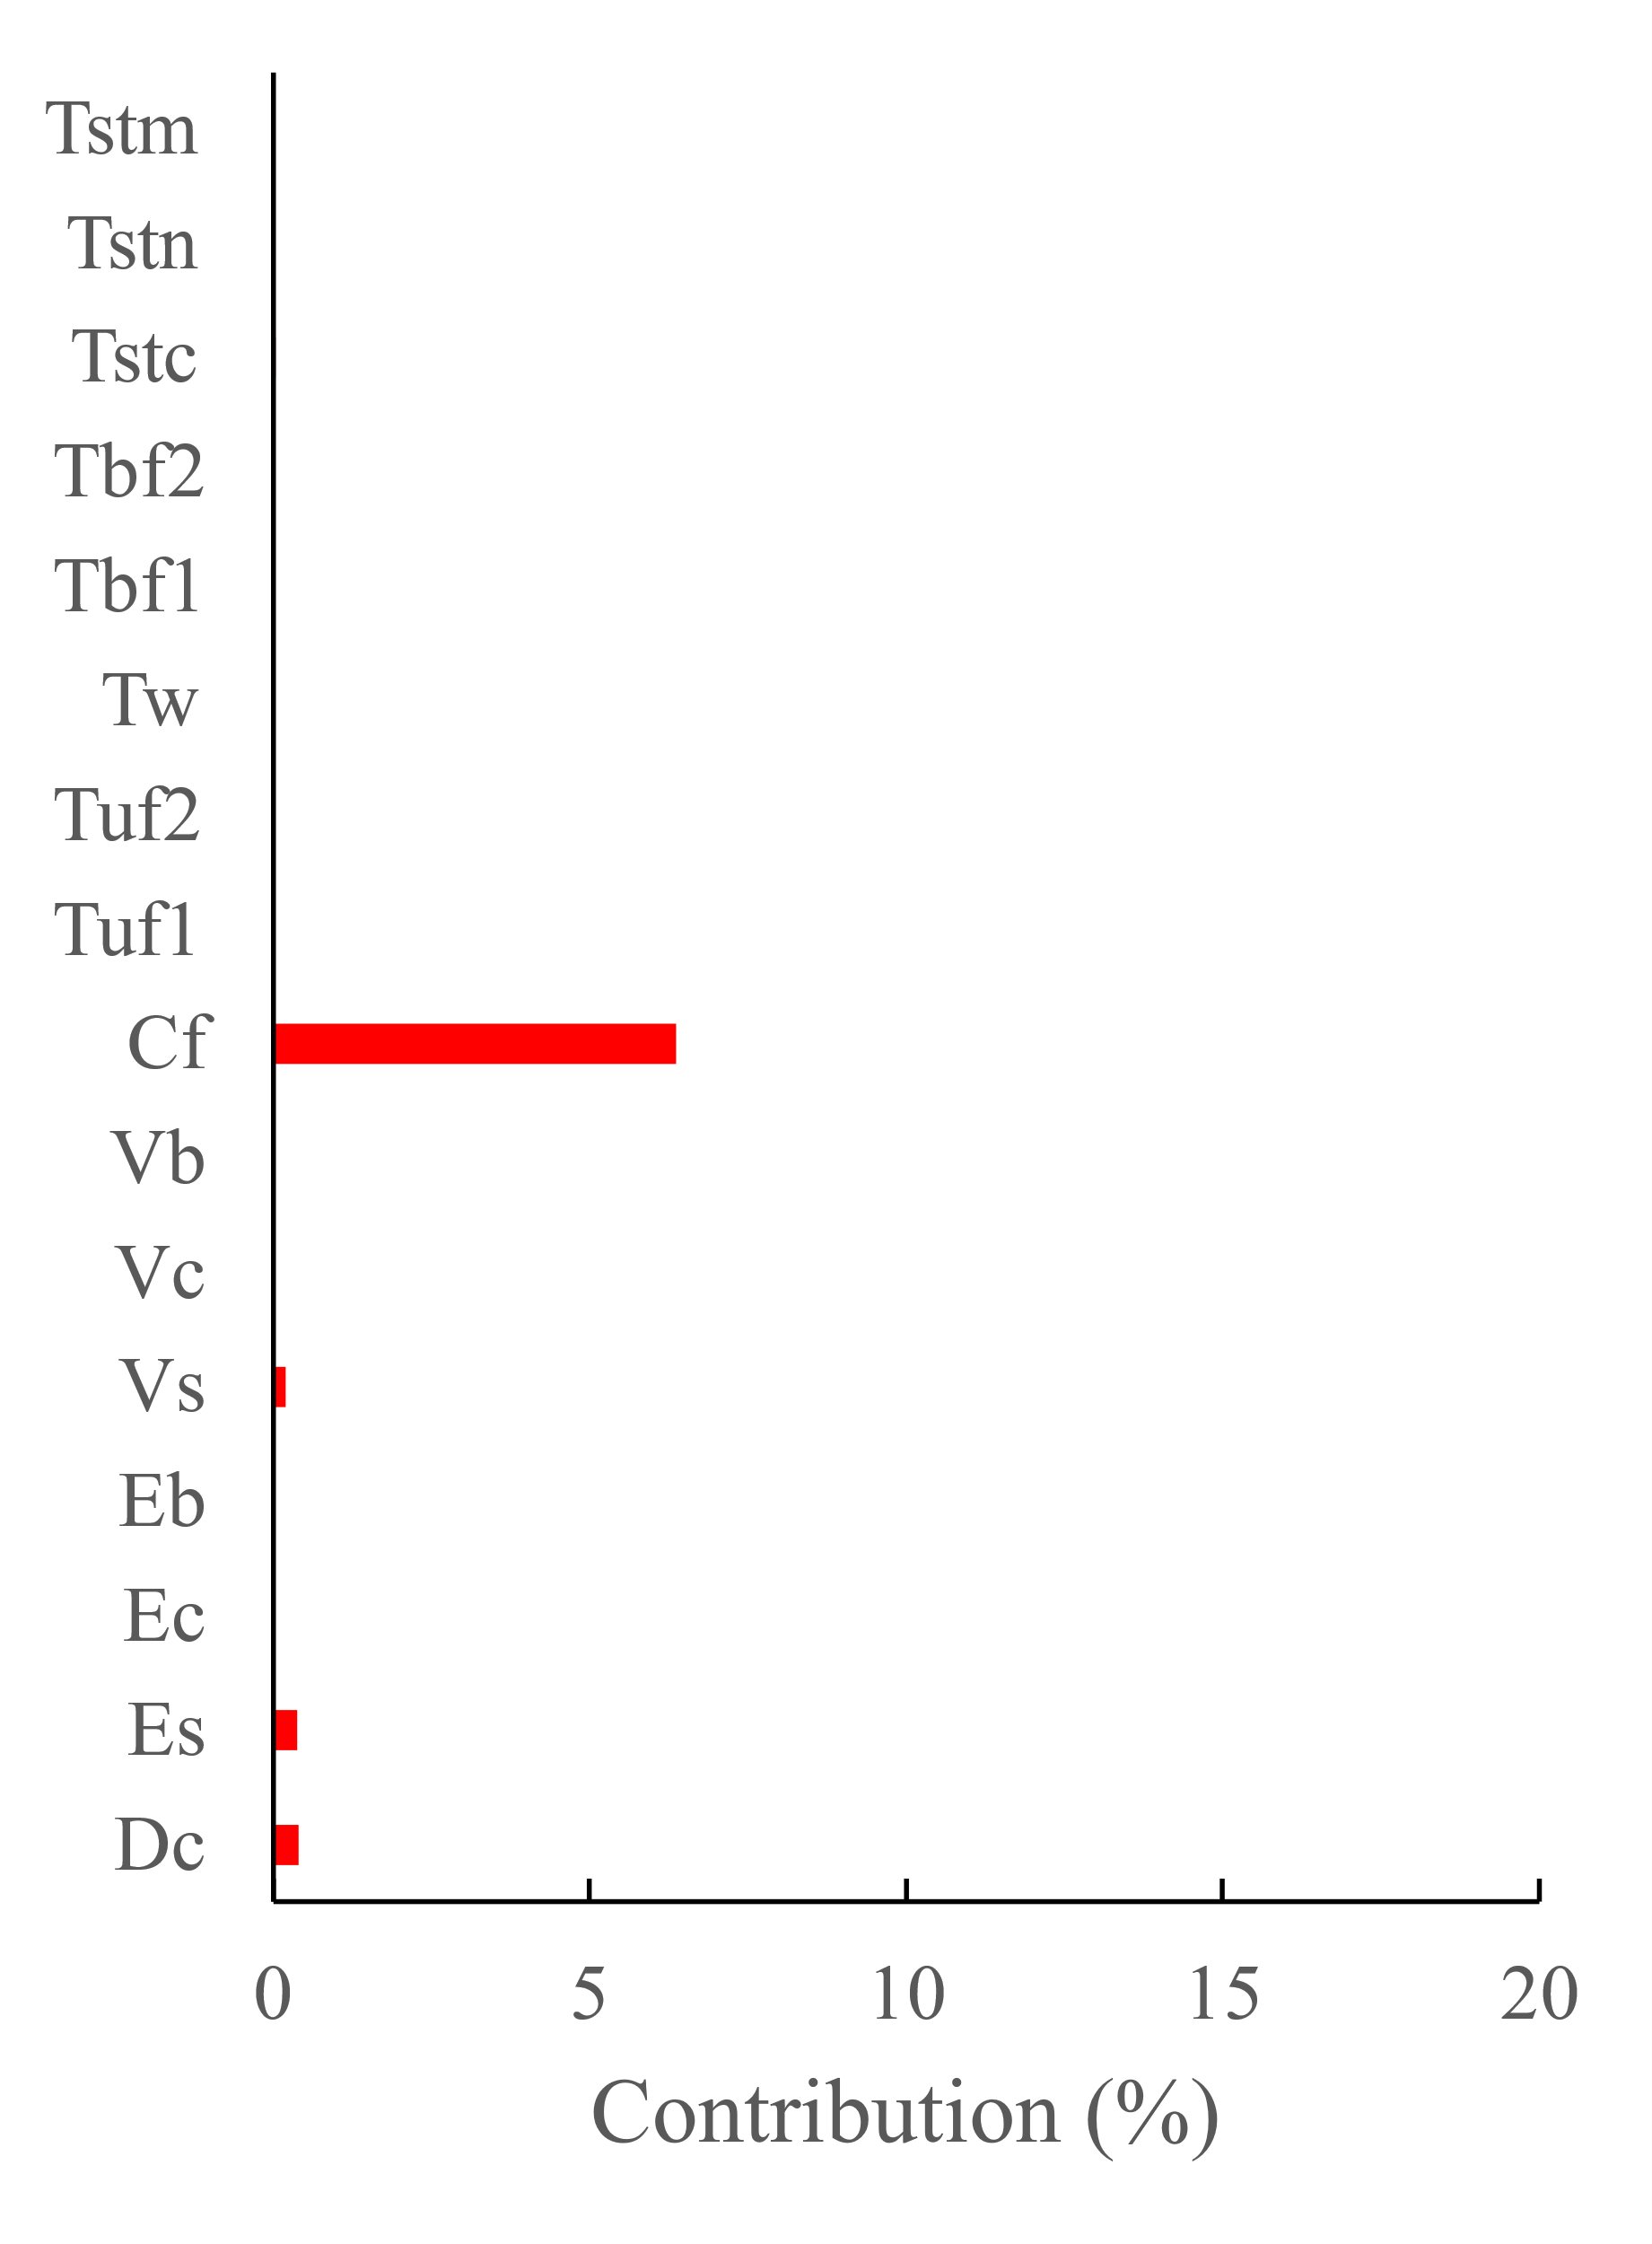 Tstm
Tstn
Tstc
Tbf2
Tbf1
Tw
Tuf2
Tuf1
Cf
Vb
Vc
Vs
Eb
Ec
Es
Dc
0 5 10 15 20
Contribution (%)